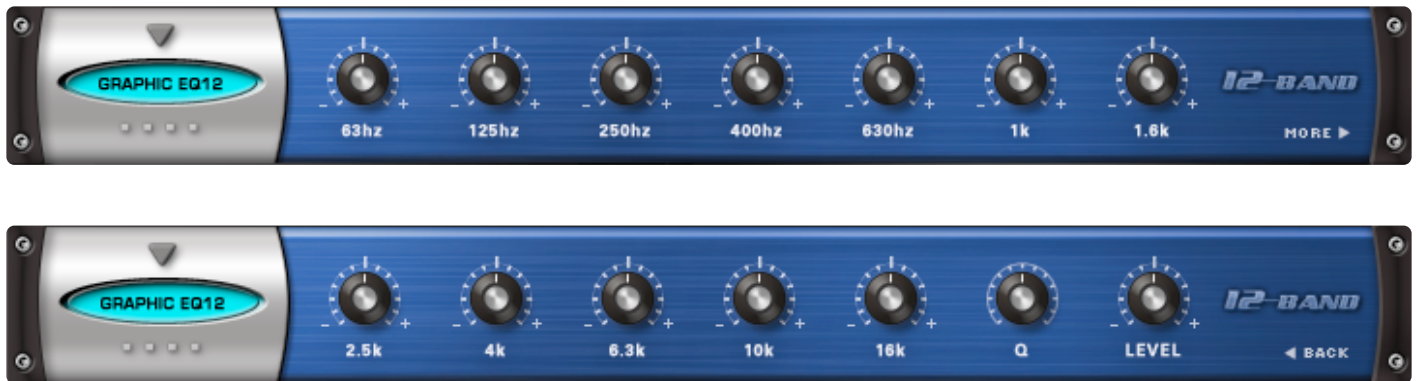 GRAPHIC EQ12
63hz 125hz 250hz 400hz 630hz 1k 1.6k
12-BAND
MORE
GRAPHIC EQ12
2.5k 4k 6.3k 10k 16k Q LEVEL
12-BAND
BACK